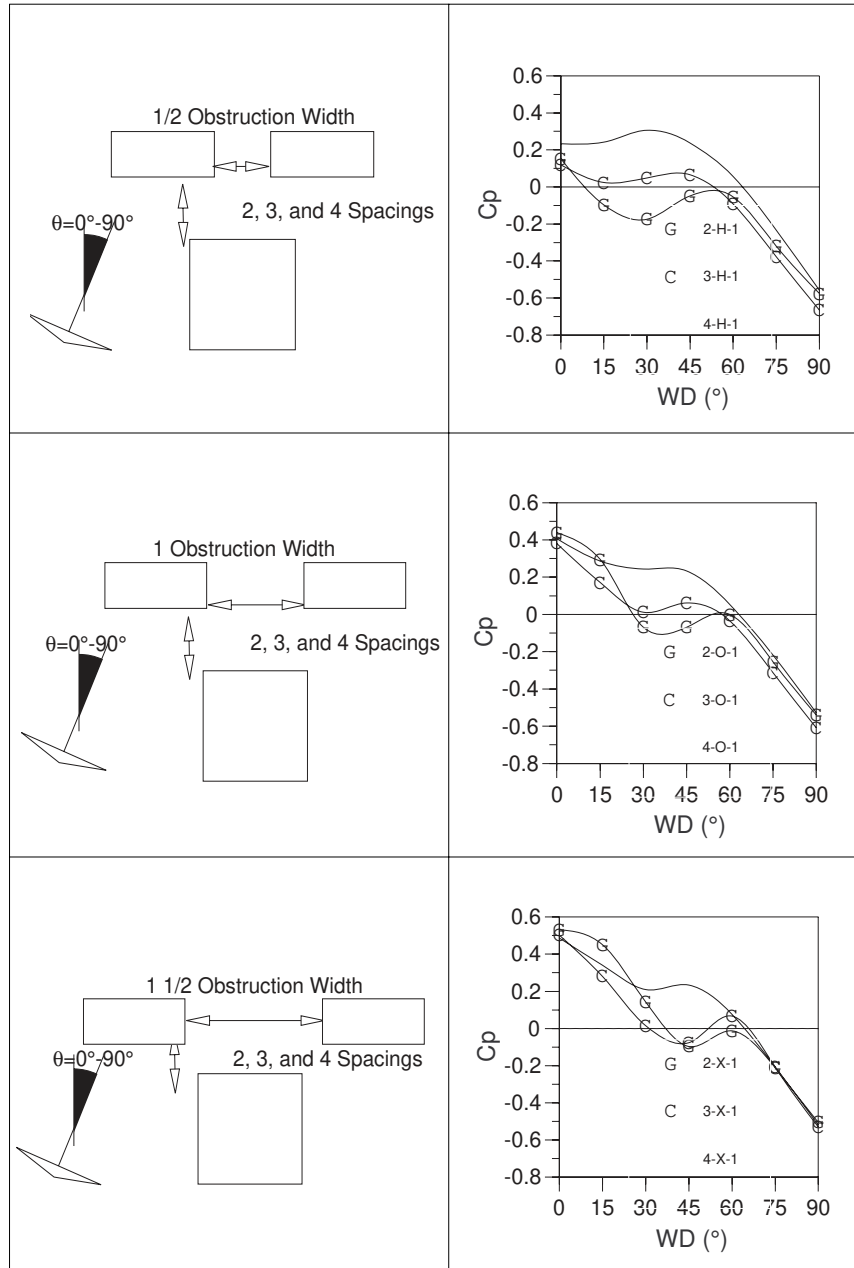 1/2 Obstruction Width
θ=0°-90°
2, 3, and 4 Spacings
0.6
0.4
0.2
0
-0.2
-0.4
-0.6
-0.8
Cp
G 2-H-1
C 3-H-1
4-H-1
0 15 30 45 60 75 90
WD (°)
1 Obstruction Width
θ=0°-90°
2, 3, and 4 Spacings
0.6
0.4
0.2
0
-0.2
-0.4
-0.6
-0.8
Cp
G 2-O-1
C 3-O-1
4-O-1
0 15 30 45 60 75 90
WD (°)
1 1/2 Obstruction Width
θ=0°-90°
2, 3, and 4 Spacings
0.6
0.4
0.2
0
-0.2
-0.4
-0.6
-0.8
Cp
G 2-X-1
C 3-X-1
4-X-1
0 15 30 45 60 75 90
WD (°)